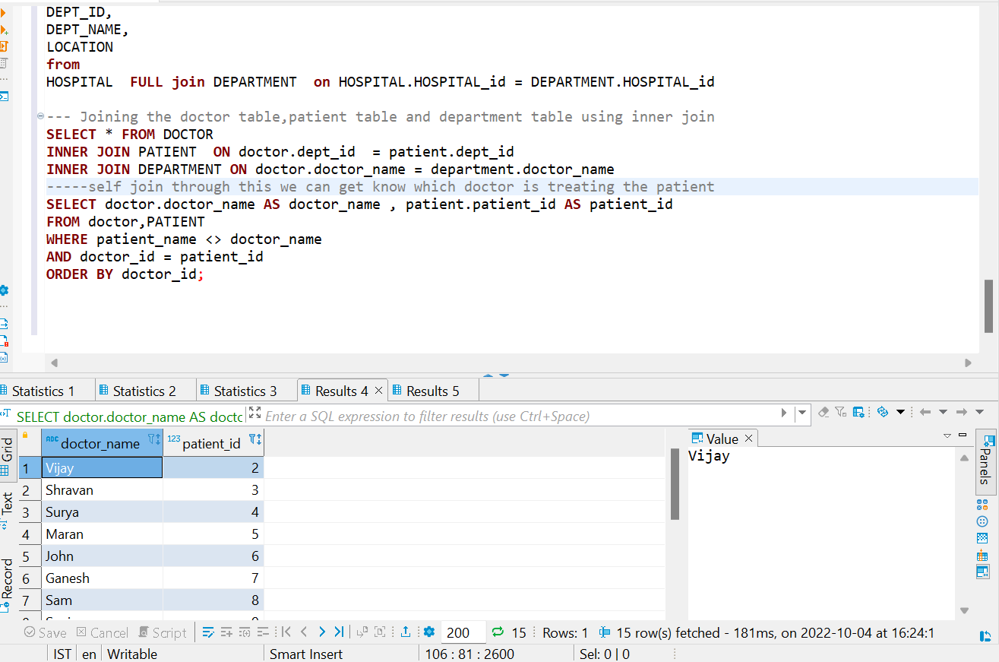 DEPT_ID,
DEPT_NAME,
LOCATION
from
HOSPITAL  FULL join DEPARTMENT  on HOSPITAL.HOSPITAL_id = DEPARTMENT.HOSPITAL_id
--- Joining the doctor table,patient table and department table using inner join
SELECT * FROM DOCTOR
INNER JOIN PATIENT  ON doctor.dept_id  = patient.dept_id
INNER JOIN DEPARTMENT ON doctor.doctor_name = department.doctor_name
-----self join through this we can get know which doctor is treating the patient
SELECT doctor.doctor_name AS doctor_name , patient.patient_id AS patient_id
FROM doctor,PATIENT
WHERE patient_name <> doctor_name
AND doctor_id = patient_id
ORDER BY doctor_id;
Statistics 1 Statistics 2 Statistics 3 Results 4 Results 5
SELECT doctor.doctor_name AS doctc Enter a SQL expression to filter results (use Ctrl+Space)
Grid
Text
Record
ABC doctor_name 123 patient_id
1 Vijay 2
2 Shravan 3
3 Surya 4
4 Maran 5
5 John 6
6 Ganesh 7
7 Sam 8
Value
Vijay
Panels
Save Cancel Script 200 15 Rows: 1 15 row(s) fetched - 181ms, on 2022-10-04 at 16:24:1
IST en Writable Smart Insert 106 : 81 : 2600 Sel: 0 | 0